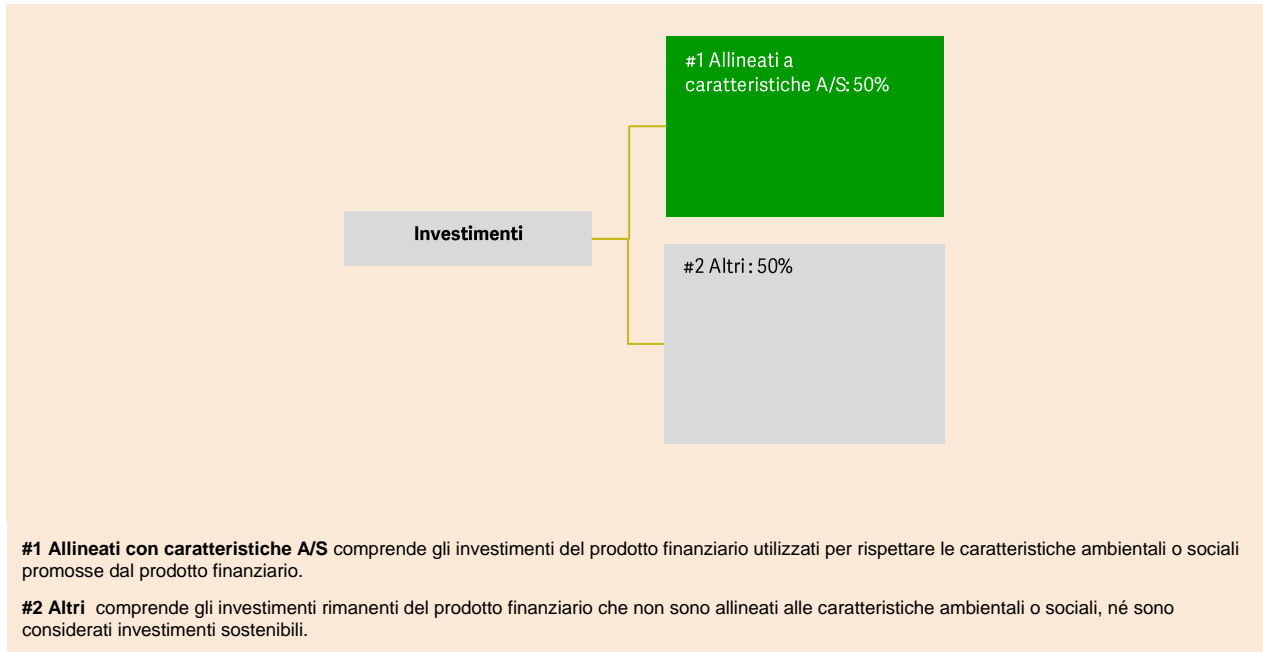 #1 Allineati a
caratteristiche A/S: 50%
Investimenti
#2 Altri : 50%
#1 Allineati con caratteristiche A/S comprende gli investimenti del prodotto finanziario utilizzati per rispettare le caratteristiche ambientali o sociali
promosse dal prodotto finanziario.
#2 Altri comprende gli investimenti rimanenti del prodotto finanziario che non sono allineati alle caratteristiche ambientali o sociali, né sono
considerati investimenti sostenibili.